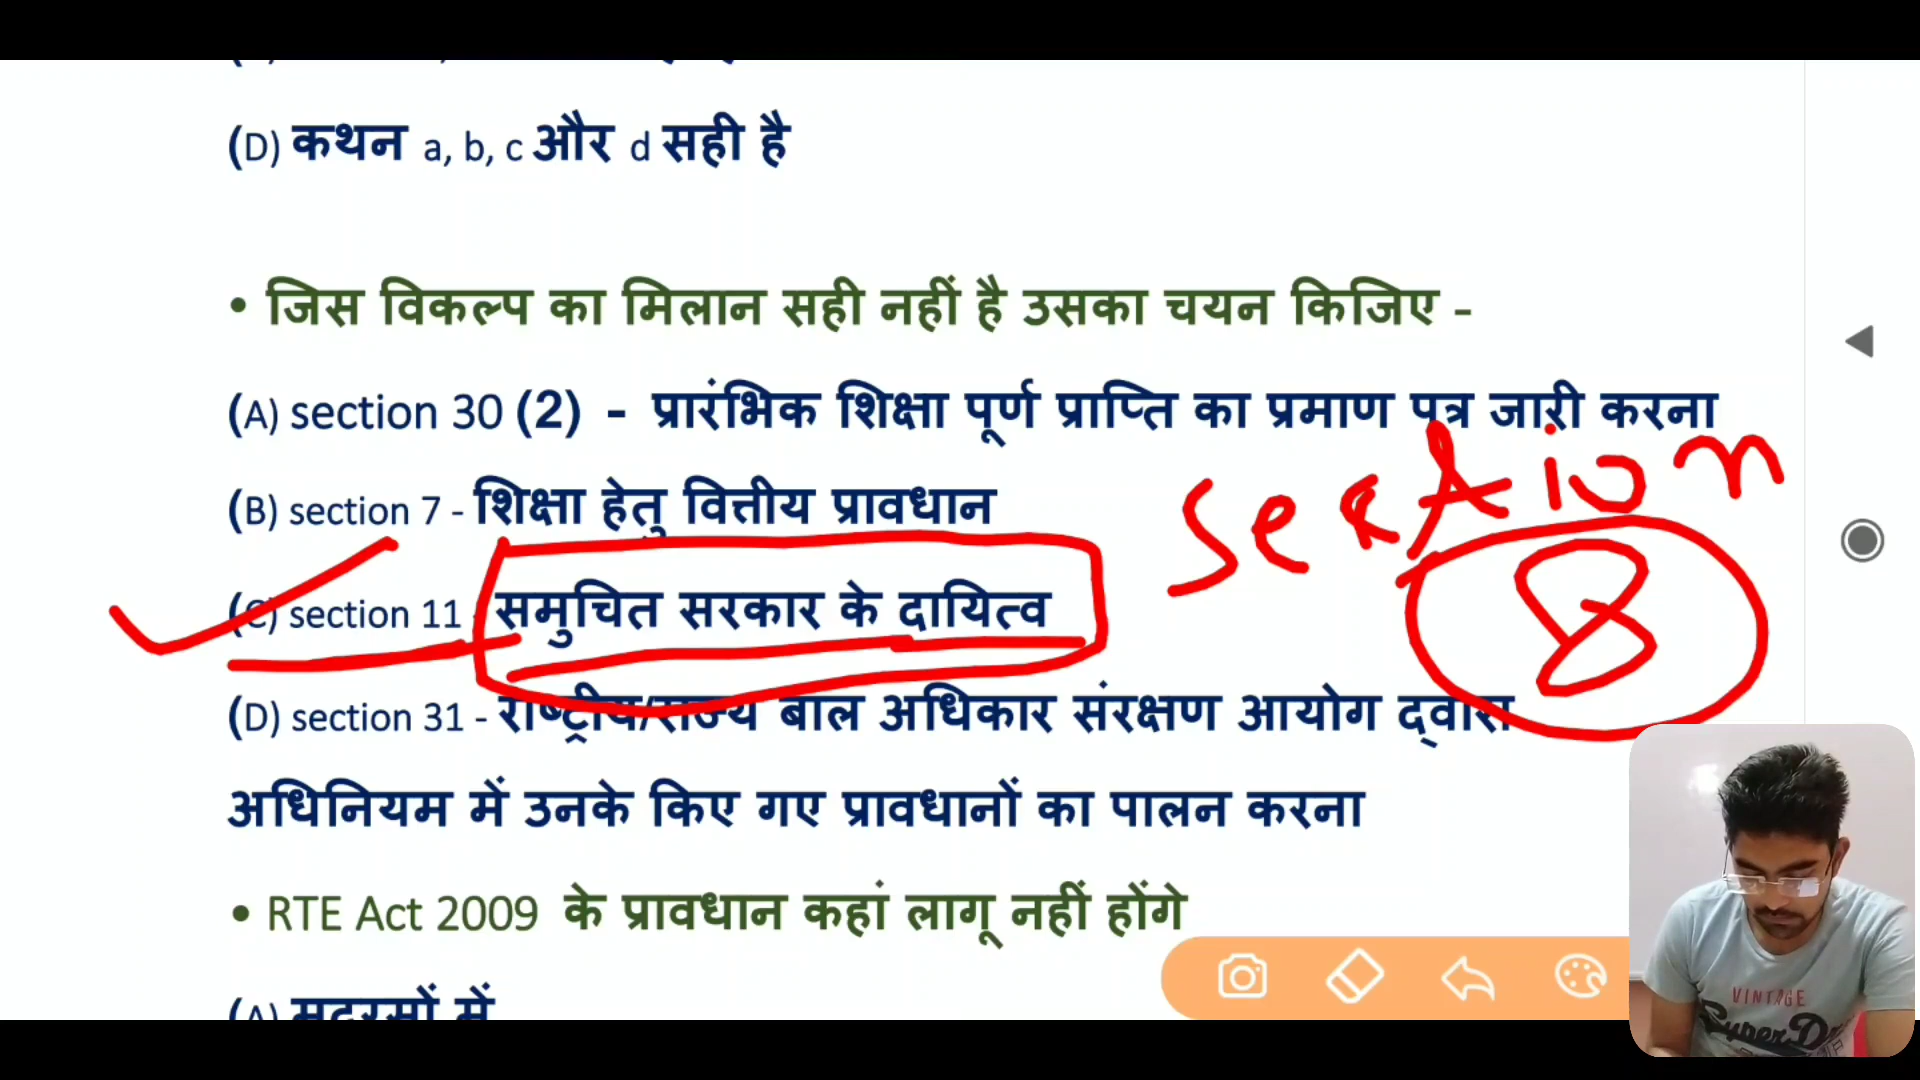 (D) कथन a, b, c और d सही है
• जिस विकल्प का मिलान सही नहीं है उसका चयन किजिए -
(A) section 30 (2) - प्रारंभिक शिक्षा पूर्ण प्राप्ति का प्रमाण पत्र जारी करना
section
(B) section 7 - शिक्षा हेतु वित्तीय प्रावधान
8
(C) section 11 - समुचित सरकार के दायित्व
(D) section 31 - राष्ट्रीय/राज्य बाल अधिकार संरक्षण आयोग द्वारा
अधिनियम में उनके किए गए प्रावधानों का पालन करना
• RTE Act 2009 के प्रावधान कहां लागू नहीं होंगे
(A) मदरसों में
VINTAGE
Super